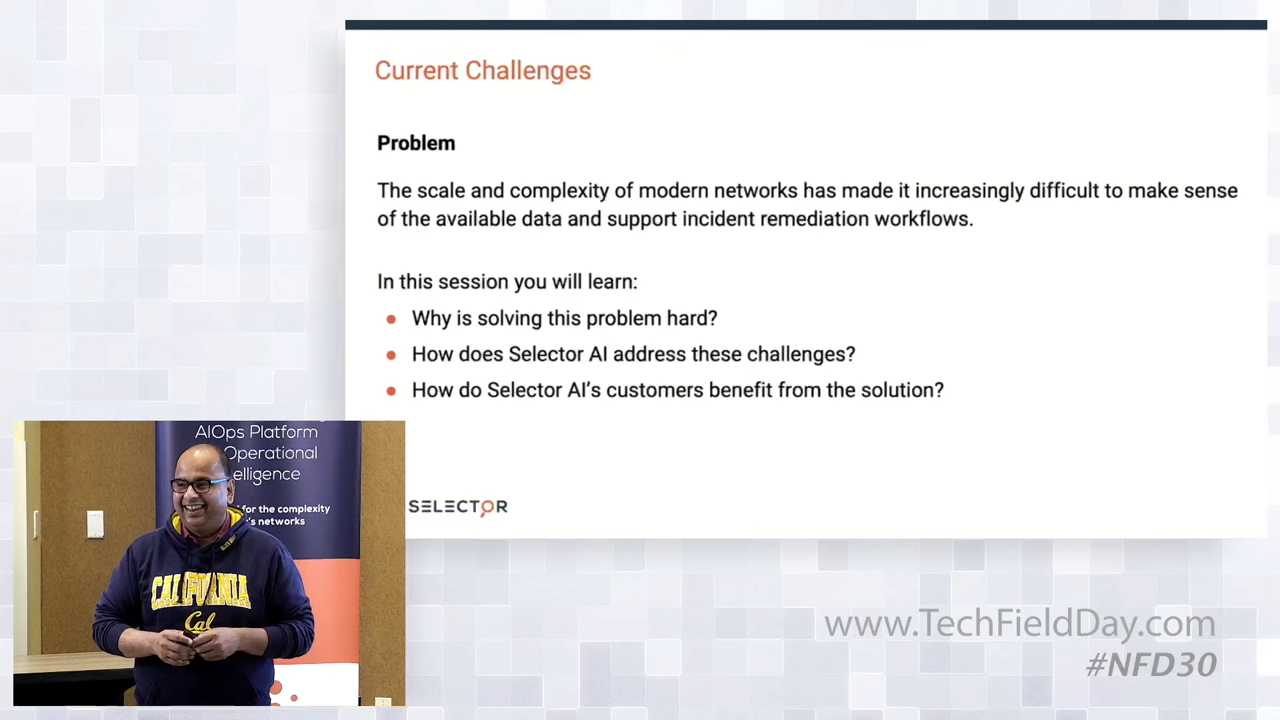 Current Challenges
Problem
The scale and complexity of modern networks has made it increasingly difficult to make sense
of the available data and support incident remediation workflows.
In this session you will learn:
Why is solving this problem hard?
How does Selector AI address these challenges?
How do Selector AI's customers benefit from the solution?
SELECTOR
AIOps Platform
Operational
elligence
for the complexity
networks
CALIFORNIA
Cal
www.TechFieldDay.com
#NFD30